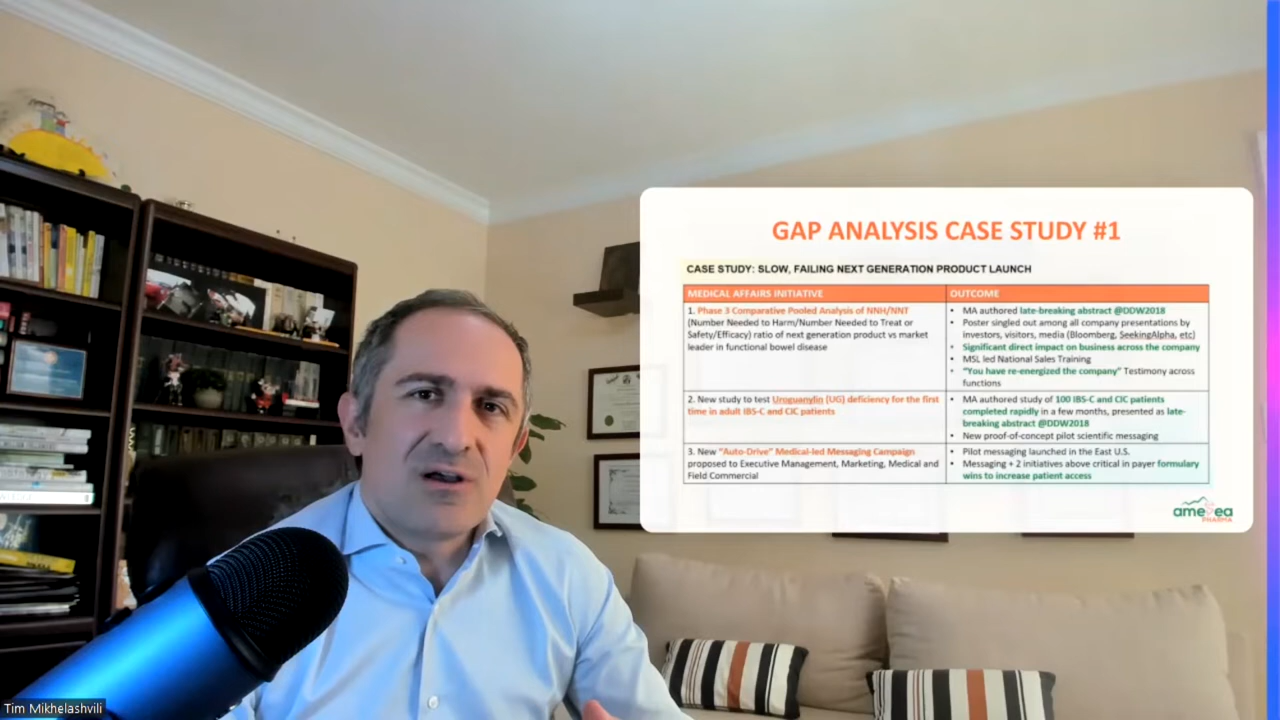 GAP ANALYSIS CASE STUDY #1
CASE STUDY: SLOW, FAILING NEXT GENERATION PRODUCT LAUNCH
MEDICAL AFFAIRS INITIATIVE
OUTCOME
1. Phase 3 Comparative Pooled Analysis of NNH/NNT
(Number Needed to Harm/Number Needed to Treat or
Safety/Efficacy) ratio of next generation product vs market
leader in functional bowel disease
• MA authored late-breaking abstract @DDW2018
• Poster singled out among all company presentations by
investors, visitors, media (Bloomberg, SeekingAlpha, etc)
• Significant direct impact on business across the company
• MSL led National Sales Training
• "You have re-energized the company" Testimony across
functions
2. New study to test Uroguanylin (UG) deficiency for the first
time in adult IBS-C and CIC patients
• MA authored study of 100 IBS-C and CIC patients
completed rapidly in a few months, presented as late-
breaking abstract @DDW2018
• New proof-of-concept pilot scientific messaging
3. New "Auto-Drive" Medical-led Messaging Campaign
proposed to Executive Management, Marketing, Medical and
Field Commercial
• Pilot messaging launched in the East U.S.
• Messaging + 2 initiatives above critical in payer formulary
wins to increase patient access
PHARMA
Tim Mikhelashvili